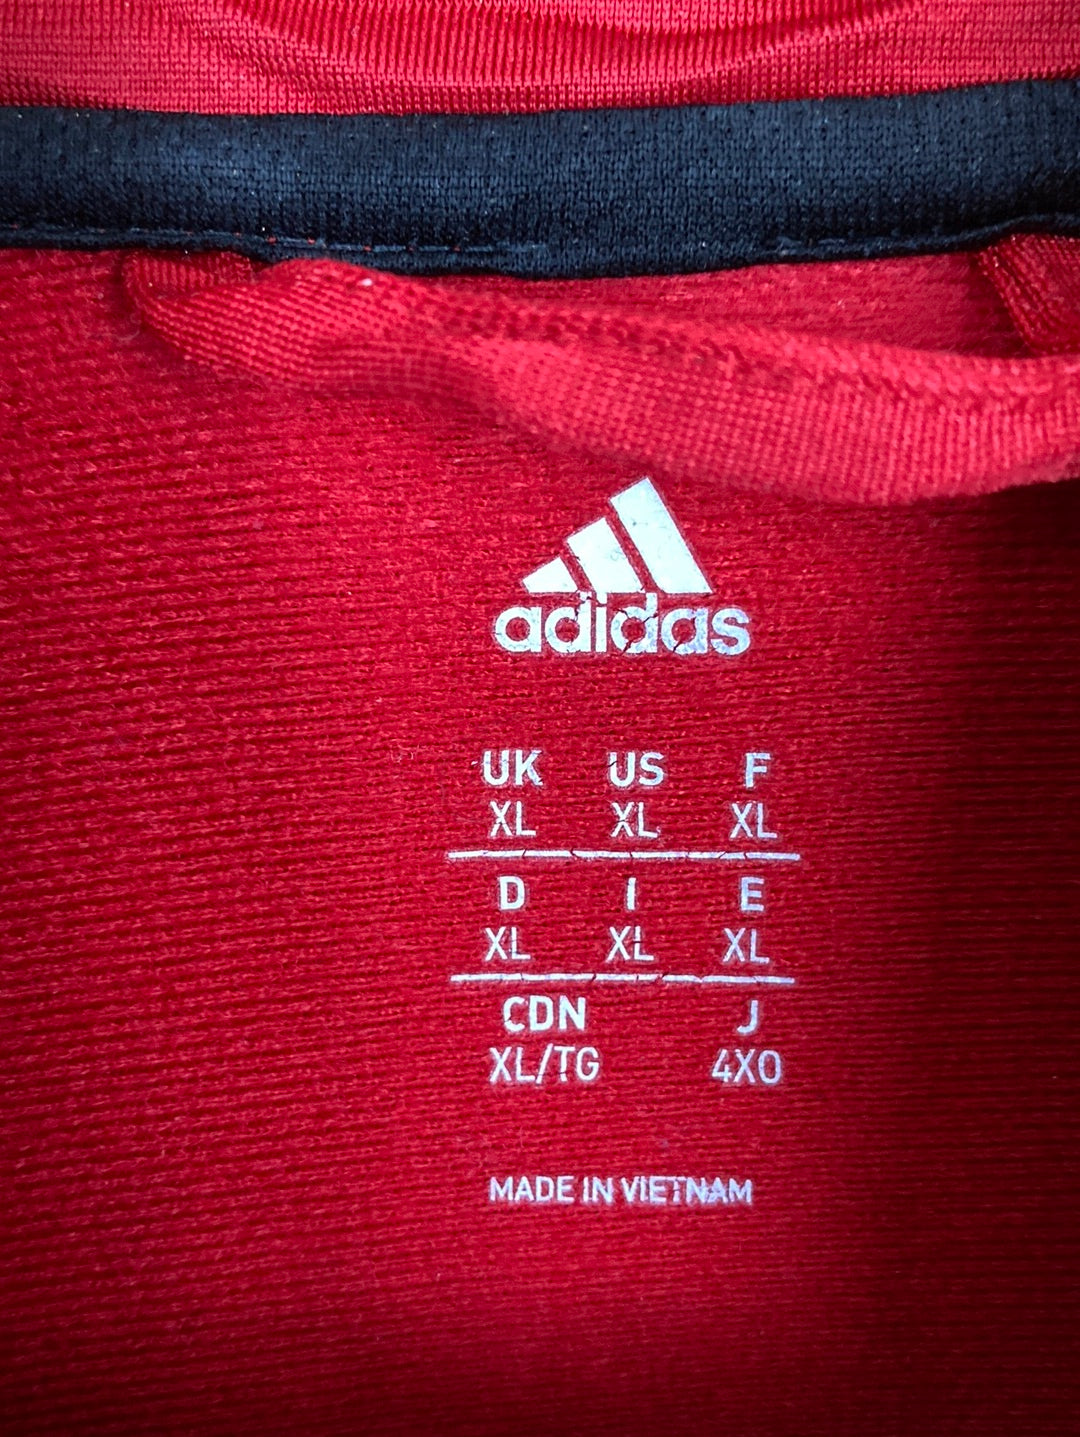 adidas
UK US F
XL XL XL
D I E
XL XL XL
CDN J
XL/TG 4XO
MADE IN VIETNAM